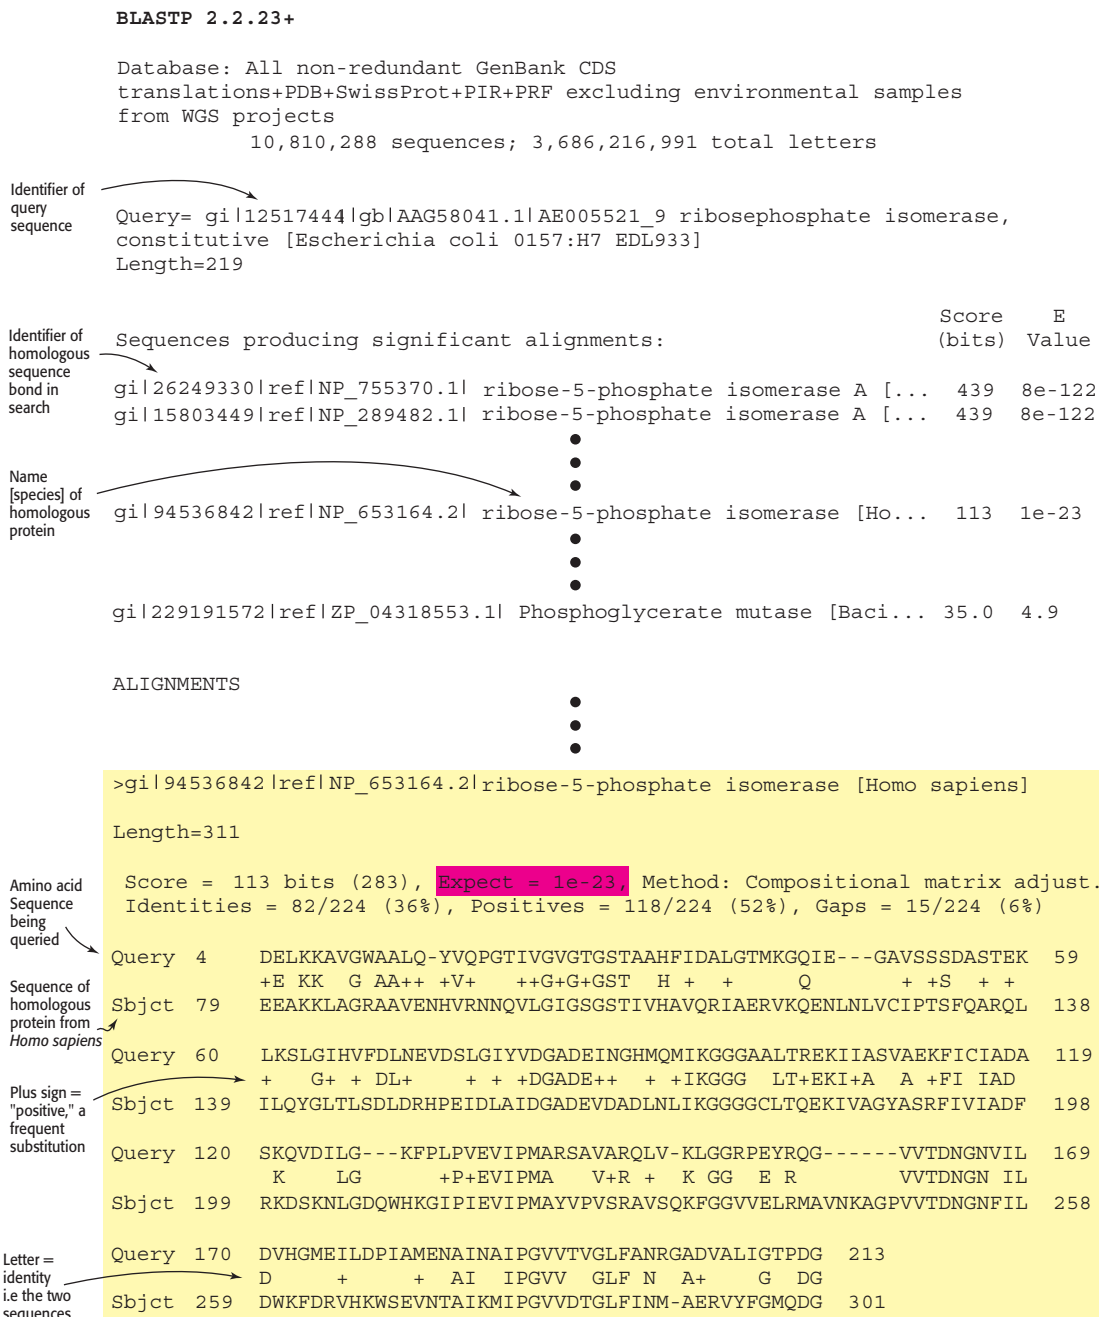 BLASTP 2.2.23+
Database: All non-redundant GenBank CDS
translations+PDB+SwissProt+PIR+PRF excluding environmental samples
from WGS projects
10,810,288 sequences; 3,686,216,991 total letters
Identifier of
query
sequence
Query= gi|12517444|gb|AAG58041.1|AE005521_9 ribosephosphate isomerase,
constitutive [Escherichia coli O157:H7 EDL933]
Length=219
Score E
Sequences producing significant alignments: (bits) Value
Identifier of
homologous
sequence
bond in
search
gi|26249330|ref|NP_755370.1| ribose-5-phosphate isomerase A [... 439 8e-122
gi|15803449|ref|NP_289482.1| ribose-5-phosphate isomerase A [... 439 8e-122
Name
[species] of
homologous
protein
gi|94536842|ref|NP_653164.2| ribose-5-phosphate isomerase [Ho... 113 1e-23
gi|229191572|ref|ZP_04318553.1| Phosphoglycerate mutase [Baci... 35.0 4.9
ALIGNMENTS
>gi|94536842|ref|NP_653164.2|ribose-5-phosphate isomerase [Homo sapiens]
Length=311
Score = 113 bits (283), Expect = 1e-23, Method: Compositional matrix adjust.
Identities = 82/224 (36%), Positives = 118/224 (52%), Gaps = 15/224 (6%)
Amino acid
Sequence
being
queried
Query 4 DELKKAVGWAALQ-YVQPGTIVGVGTGSTAAHFIDALGTMKGQIE---GAVSSSDASTEK 59
+E KK G AA++ +V+ ++G+G+GST H + + Q + +S + +
Sbjct 79 EEAKKLAGRAAVENHVRNNQVLGIGSGSTIVHAVQRIAERVKQENLNLVCIPTSFQARQL 138
Sequence of
homologous
protein from
Homo sapiens
Query 60 LKSLGIHVFDLNEVDSLGIYVDGADEINGHMQMIKGGGAALTREKIIASVAEKFICIADA 119
+ G+ + DL+ + + +DGADE++ + +IKGGG LT+EKI+A A +FI IAD
Sbjct 139 ILQYGLTLSDLDRHPEIDLAIDGADEVDADLNLIKGGGGCLTQEKIVAGYASRFIVIADF 198
Plus sign =
"positive," a
frequent
substitution
Query 120 SKQVDILG---KFPLPVEVIPMARSAVARQLV-KLGGRPEYRQG------VVTDNGNVIL 169
K LG +P+EVIPMA V+R + K GG E R VVTDNGN IL
Sbjct 199 RKDSKNLGDQWHKGIPIEVIPMAYVPVSRAVSQKFGGVVELRMAVNKAGPVVTDNGNFIL 258
Query 170 DVHGMEILDPIAMENAINAIPGVVTVGLFANRGADVALIGTPDG 213
D + + AI IPGVV GLF N A+ G DG
Sbjct 259 DWKFDRVHKWSEVNTAIKMIPGVVDTGLFINM-AERVYFGMQDG 301
Letter =
identity
i.e the two
sequences